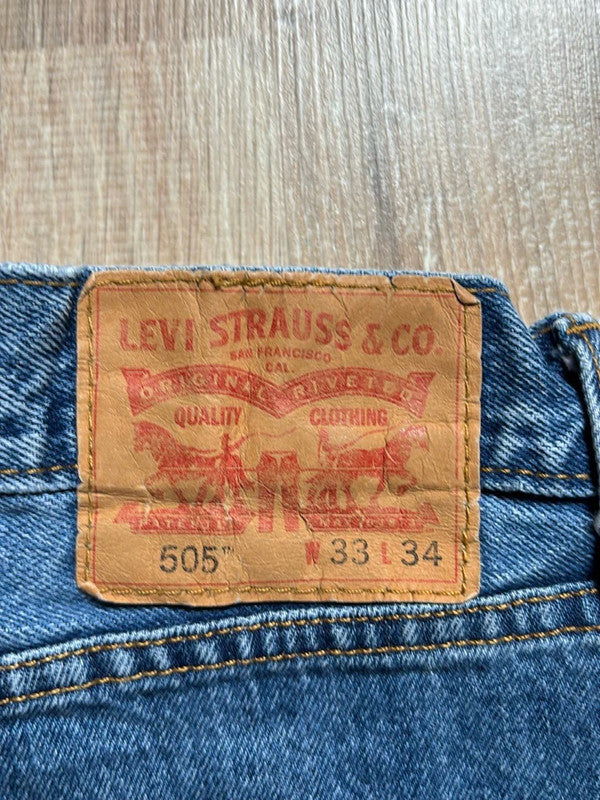 LEVI STRAUSS & CO.
SAN FRANCISCO
CAL.
ORIGINAL RIVETED
QUALITY CLOTHING
505™ W 33 L 34